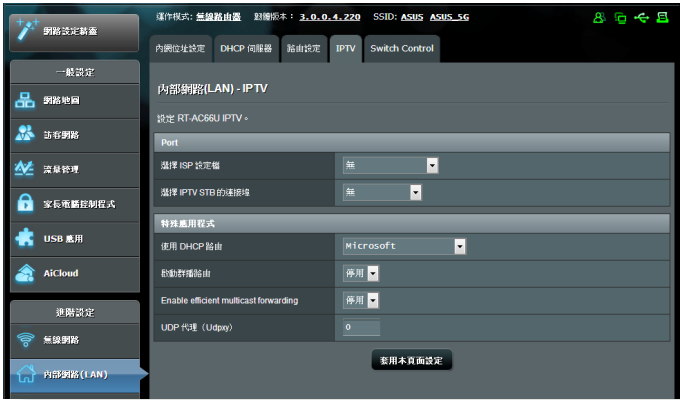 運作模式: 無線路由器 韌體版本: 3.0.0.4.220 SSID: ASUS ASUS_5G
網路設定精靈
一般設定
網路地圖
訪客網路
流量管理
家長電腦控制程式
USB 應用
AiCloud
進階設定
無線網路
內部網路(LAN)
內網位址設定 DHCP 伺服器 路由設定 IPTV Switch Control
內部網路(LAN) - IPTV
設定 RT-AC66U IPTV。
Port
選擇 ISP 設定檔 無
選擇 IPTV STB 的連接埠 無
特殊應用程式
使用 DHCP 路由 Microsoft
啟動群播路由 停用
Enable efficient multicast forwarding 停用
UDP 代理 (Udpxy) 0
套用本頁面設定